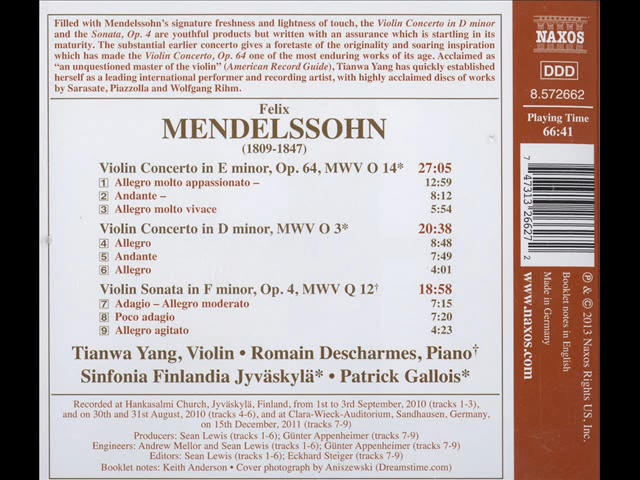 Filled with Mendelssohn's signature freshness and lightness of touch, the Violin Concerto in D minor
and the Sonata, Op. 4 are youthful products but written with an assurance which is startling in its
maturity. The substantial earlier concerto gives a foretaste of the originality and soaring inspiration
which has made the Violin Concerto, Op. 64 one of the most enduring works of its age. Acclaimed as
"an unquestioned master of the violin" (American Record Guide), Tianwa Yang has quickly established
herself as a leading international performer and recording artist, with highly acclaimed discs of works
by Sarasate, Piazzolla and Wolfgang Rihm.
NAXOS
DDD
8.572662
Playing Time
66:41
Felix
MENDELSSOHN
(1809-1847)
Violin Concerto in E minor, Op. 64, MWV O 14* 27:05
1 Allegro molto appassionato – 12:59
2 Andante – 8:12
3 Allegro molto vivace 5:54
Violin Concerto in D minor, MWV O 3* 20:38
4 Allegro 8:48
5 Andante 7:49
6 Allegro 4:01
Violin Sonata in F minor, Op. 4, MWV Q 12† 18:58
7 Adagio – Allegro moderato 7:15
8 Poco adagio 7:20
9 Allegro agitato 4:23
Tianwa Yang, Violin • Romain Descharmes, Piano†
Sinfonia Finlandia Jyväskylä* • Patrick Gallois*
Recorded at Hankasalmi Church, Jyväskylä, Finland, from 1st to 3rd September, 2010 (tracks 1-3),
and on 30th and 31st August, 2010 (tracks 4-6), and at Clara-Wieck-Auditorium, Sandhausen, Germany,
on 15th December, 2011 (tracks 7-9)
Producers: Sean Lewis (tracks 1-6); Günter Appenheimer (tracks 7-9)
Engineers: Andrew Mellor and Sean Lewis (tracks 1-6); Günter Appenheimer (tracks 7-9)
Editors: Sean Lewis (tracks 1-6); Eckhard Steiger (tracks 7-9)
Booklet notes: Keith Anderson • Cover photograph by Aniszewski (Dreamstime.com)
7 47313 26627 2
℗ & © 2013 Naxos Rights US, Inc.
Booklet notes in English
Made in Germany
www.naxos.com